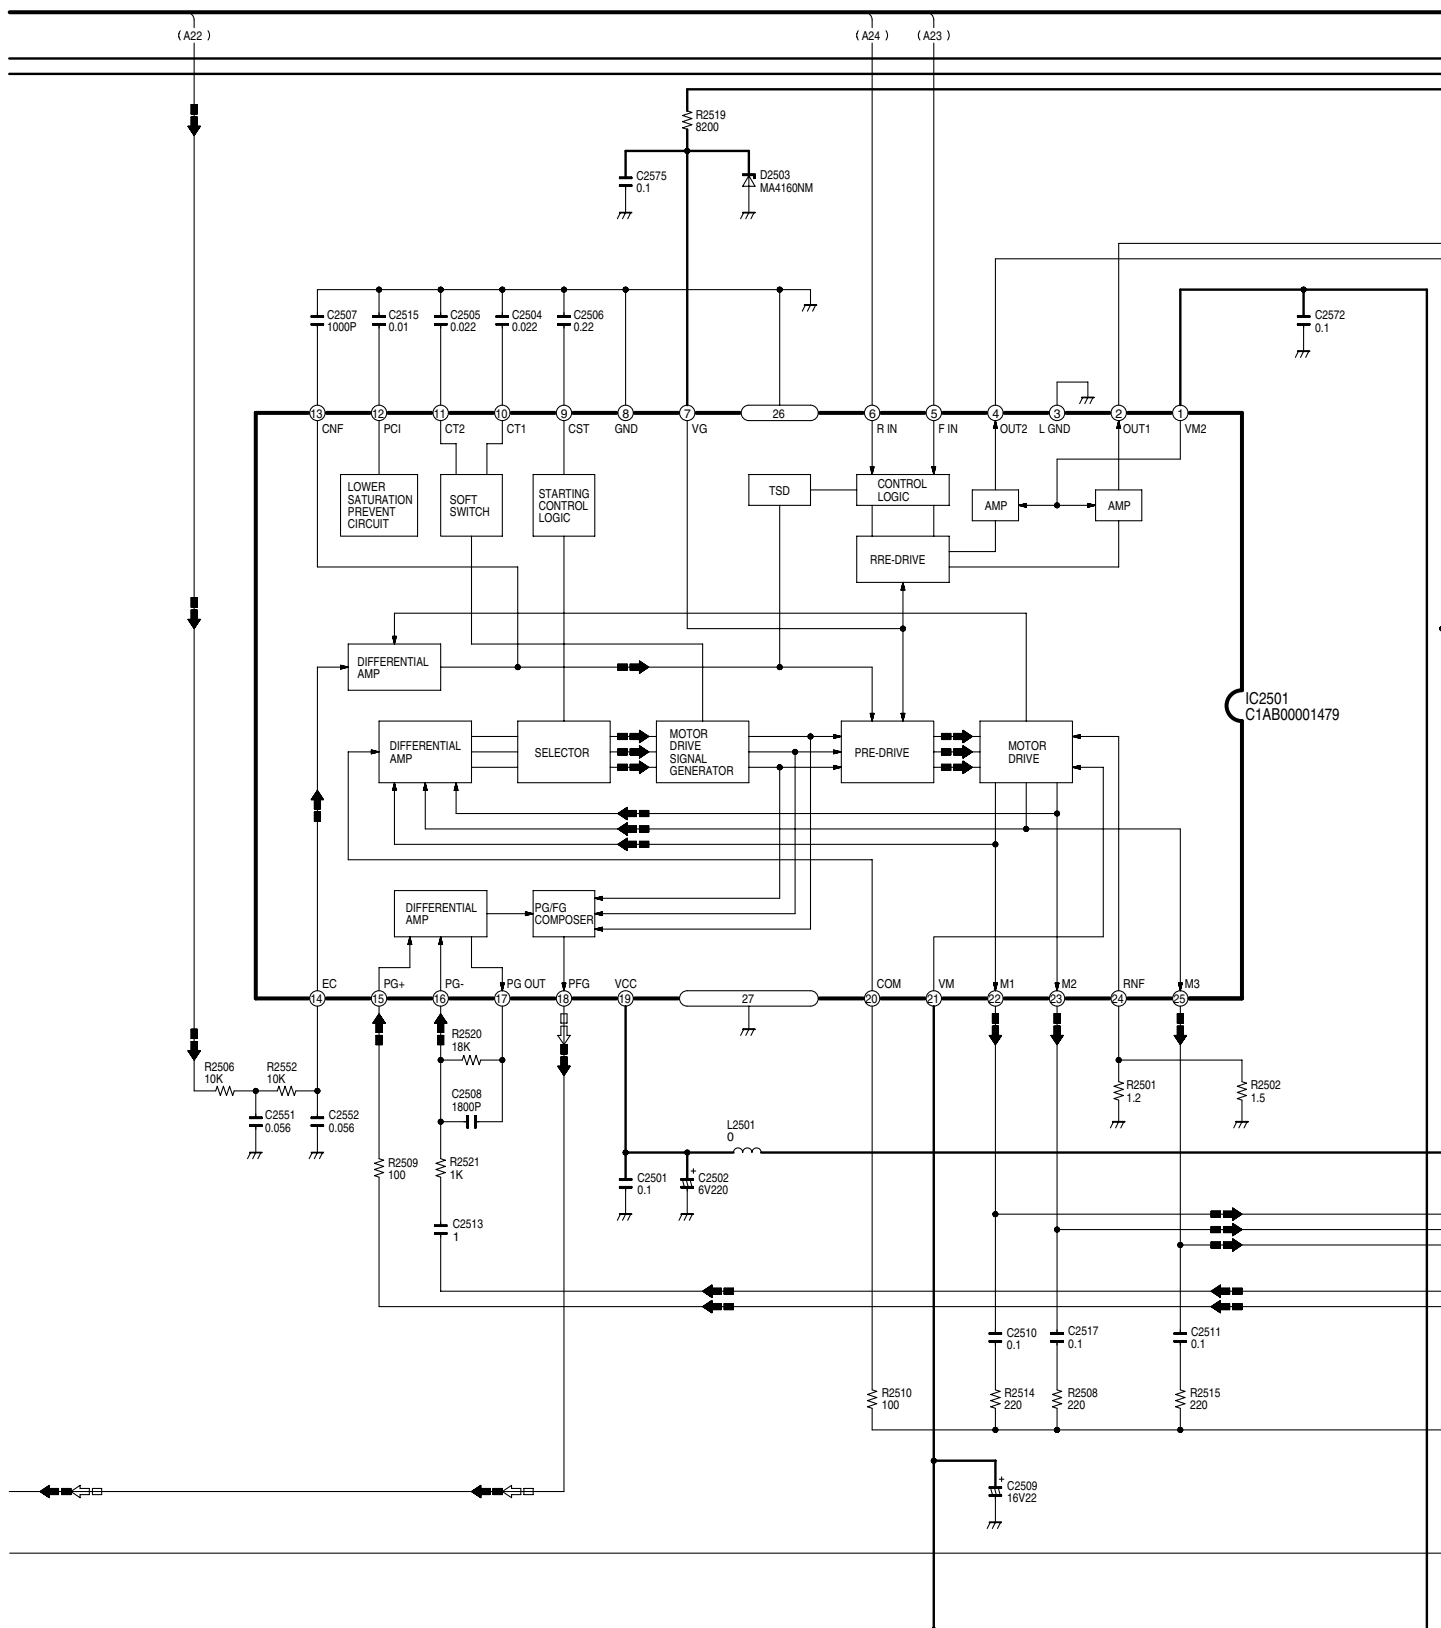 (A22)
(A24)
(A23)
R2519
8200
C2575
0.1
D2503
MA4160NM
C2507
1000P
C2515
0.01
C2505
0.022
C2504
0.022
C2506
0.22
C2572
0.1
13
12
11
10
9
8
7
26
6
5
4
3
2
1
CNF
PCI
CT2
CT1
CST
GND
VG
R IN
F IN
OUT2
L GND
OUT1
VM2
LOWER
SATURATION
PREVENT
CIRCUIT
SOFT
SWITCH
STARTING
CONTROL
LOGIC
TSD
CONTROL
LOGIC
AMP
AMP
RRE-DRIVE
DIFFERENTIAL
AMP
IC2501
C1AB00001479
DIFFERENTIAL
AMP
SELECTOR
MOTOR
DRIVE
SIGNAL
GENERATOR
PRE-DRIVE
MOTOR
DRIVE
DIFFERENTIAL
AMP
PG/FG
COMPOSER
EC
PG+
PG-
PG OUT
PFG
VCC
COM
VM
M1
M2
RNF
M3
14
15
16
17
18
19
27
20
21
22
23
24
25
R2520
18K
R2506
10K
R2552
10K
C2508
1800P
R2501
1.2
R2502
1.5
C2551
0.056
C2552
0.056
L2501
0
R2509
100
R2521
1K
C2501
0.1
+
C2502
6V220
C2513
1
C2510
0.1
C2517
0.1
C2511
0.1
R2510
100
R2514
220
R2508
220
R2515
220
+
C2509
16V22